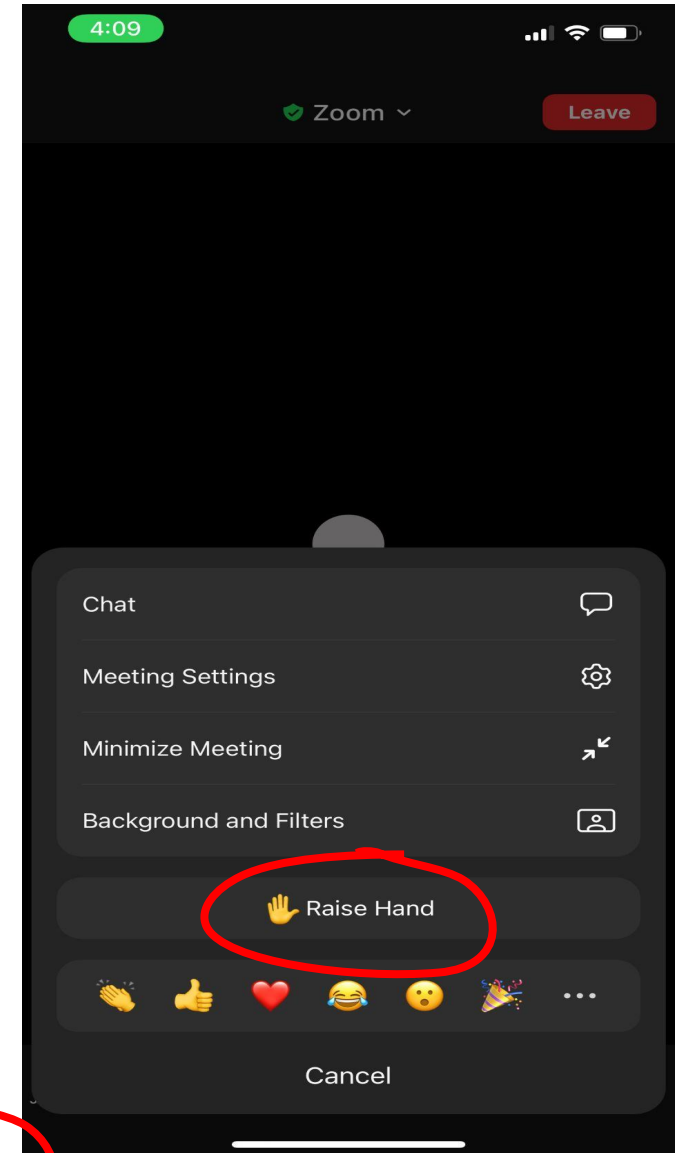 4:09
Zoom
Leave
Chat
Meeting Settings
Minimize Meeting
Background and Filters
Raise Hand
Cancel